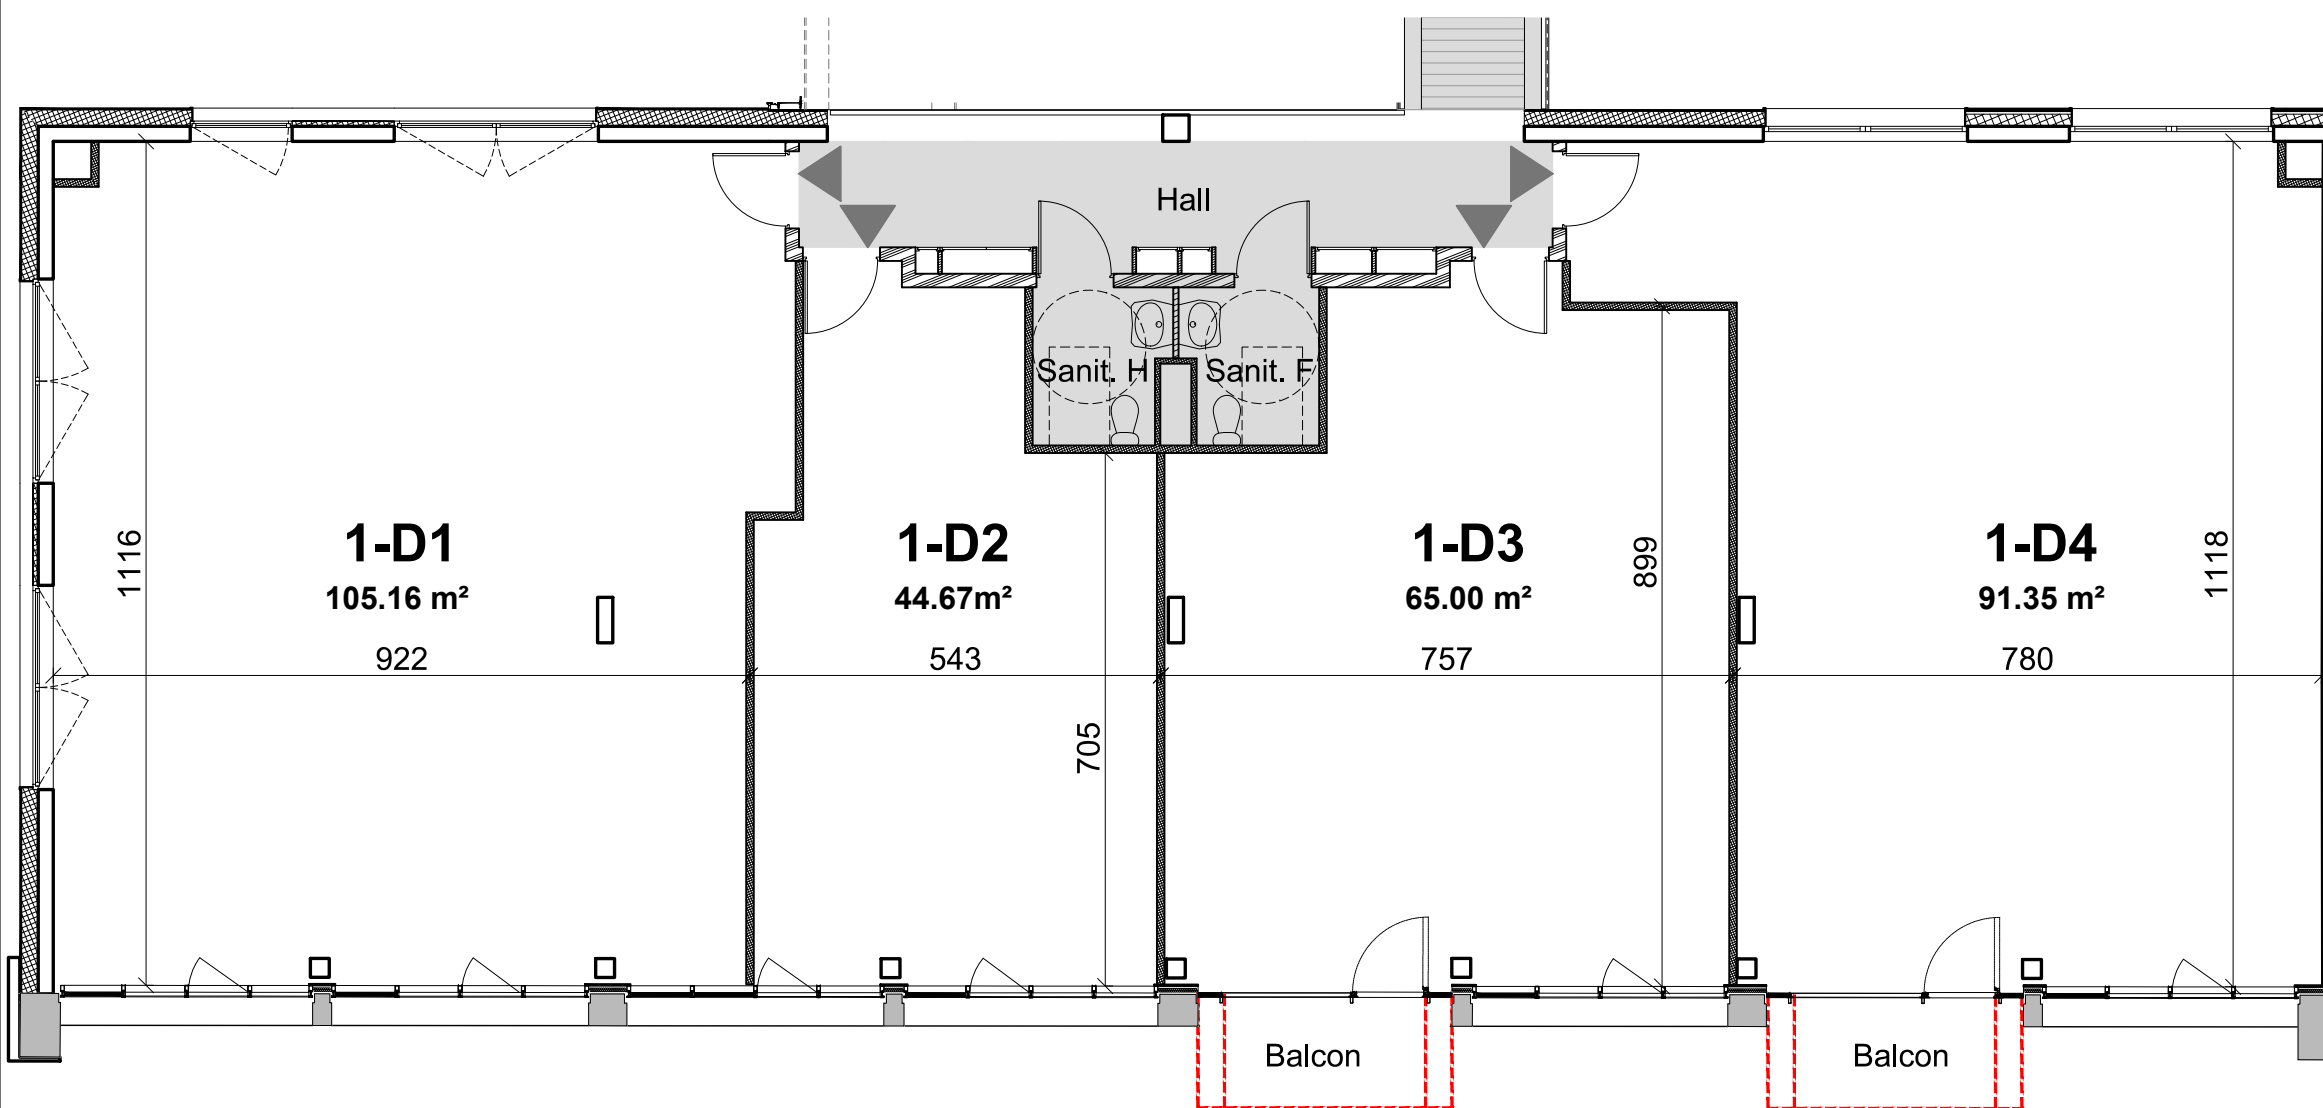 Hall
Sanit. H
Sanit. F
1-D1
105.16 m²
922
1116
1-D2
44.67m²
543
705
1-D3
65.00 m²
757
899
1-D4
91.35 m²
780
1118
Balcon
Balcon